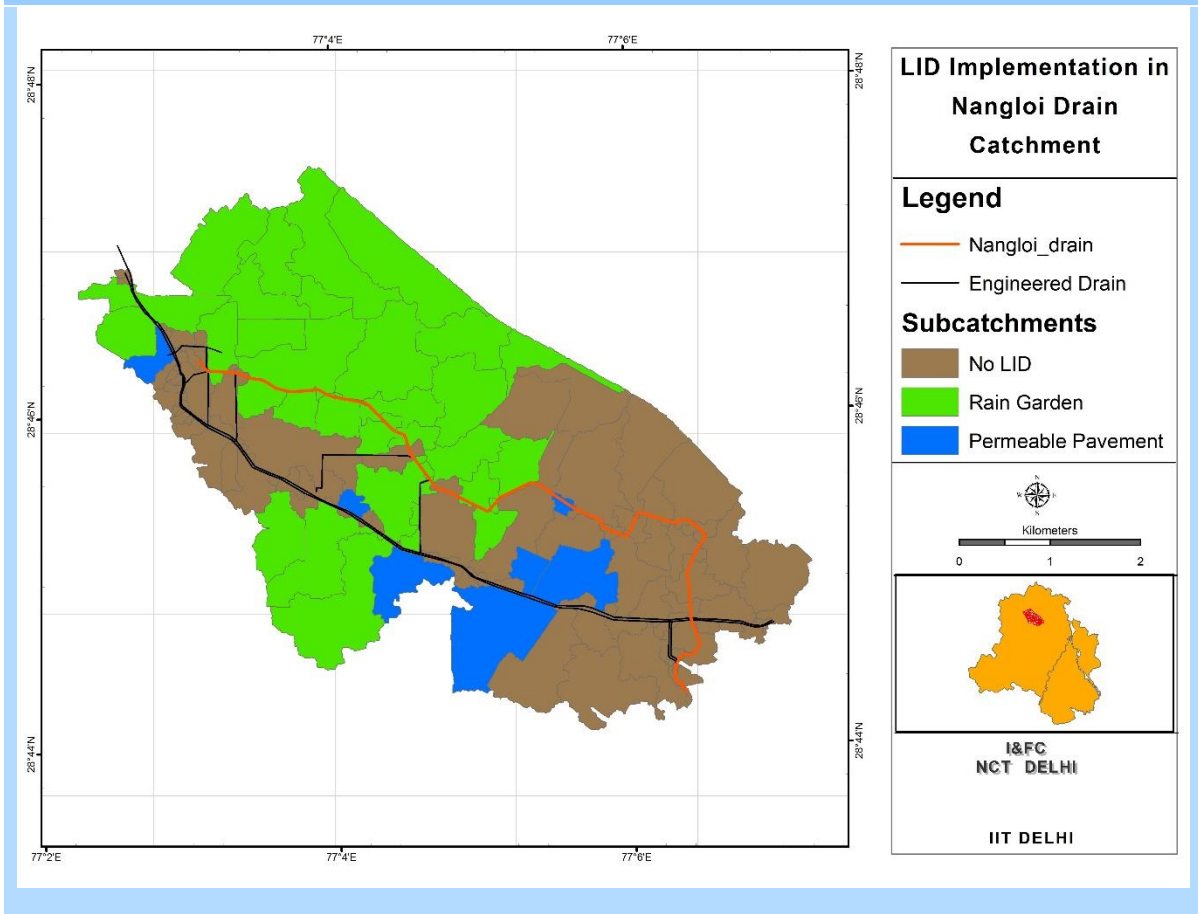 77°4'E
77°6'E
28°48'N
28°48'N
28°46'N
28°46'N
28°44'N
28°44'N
77°2'E
77°4'E
77°6'E
LID Implementation in
Nangloi Drain
Catchment
Legend
Nangloi_drain
Engineered Drain
Subcatchments
No LID
Rain Garden
Permeable Pavement
N
W
E
S
Kilometers
0 1 2
I&FC
NCT DELHI
IIT DELHI